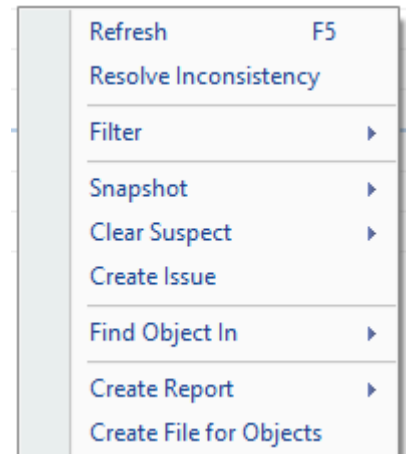 Refresh F5
Resolve Inconsistency
Filter
Snapshot
Clear Suspect
Create Issue
Find Object In
Create Report
Create File for Objects